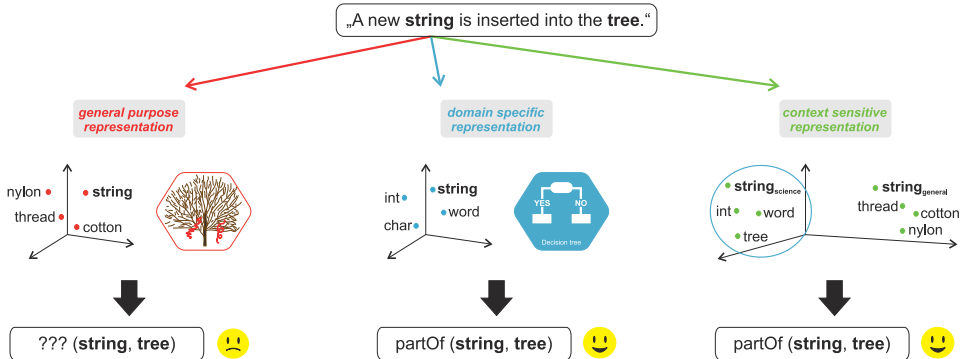 „A new string is inserted into the tree.“
general purpose
representation
domain specific
representation
context sensitive
representation
nylon
string
thread
cotton
int
string
word
char
YES
NO
Decision tree
string science
int
word
tree
string general
thread
cotton
nylon
??? (string, tree)
partOf (string, tree)
partOf (string, tree)